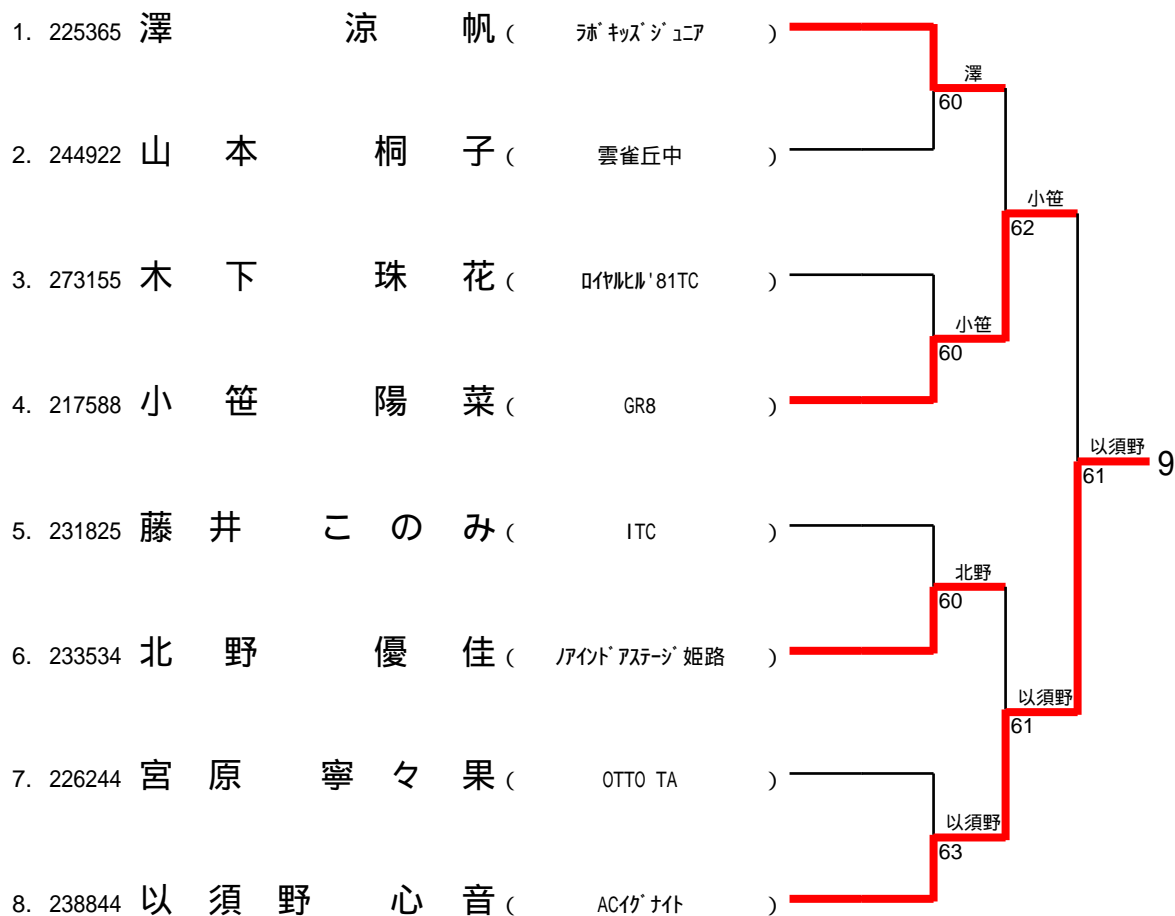 1. 225365 澤 涼 帆 ( ラボキッズジュニア )
澤
60
2. 244922 山 本 桐 子 ( 雲雀丘中 )
小笹
62
3. 273155 木 下 珠 花 ( ロイヤルヒル'81TC )
小笹
60
4. 217588 小 笹 陽 菜 ( GR8 )
以須野 9
61
5. 231825 藤 井 こ の み ( ITC )
北野
60
6. 233534 北 野 優 佳 ( ノアインドアステージ姫路 )
以須野
61
7. 226244 宮 原 寧 々 果 ( OTTO TA )
以須野
63
8. 238844 以 須 野 心 音 ( ACイグナイト )